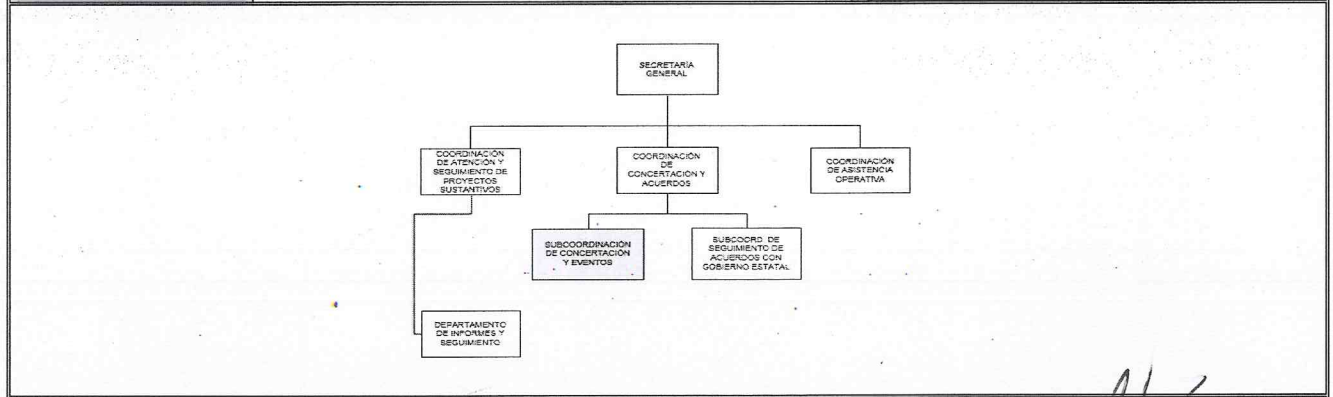 SECRETARÍA
GENERAL
COORDINACIÓN
DE ATENCIÓN Y
SEGUIMIENTO DE
PROYECTOS
SUSTANTIVOS
COORDINACIÓN
DE
CONCERTACIÓN Y
ACUERDOS
COORDINACIÓN
DE ASISTENCIA
OPERATIVA
SUBCOORDINACIÓN
DE CONCERTACIÓN
Y EVENTOS
SUBCOORD. DE
SEGUIMIENTO DE
ACUERDOS CON
GOBIERNO ESTATAL
DEPARTAMENTO
DE INFORMES Y
SEGUIMIENTO